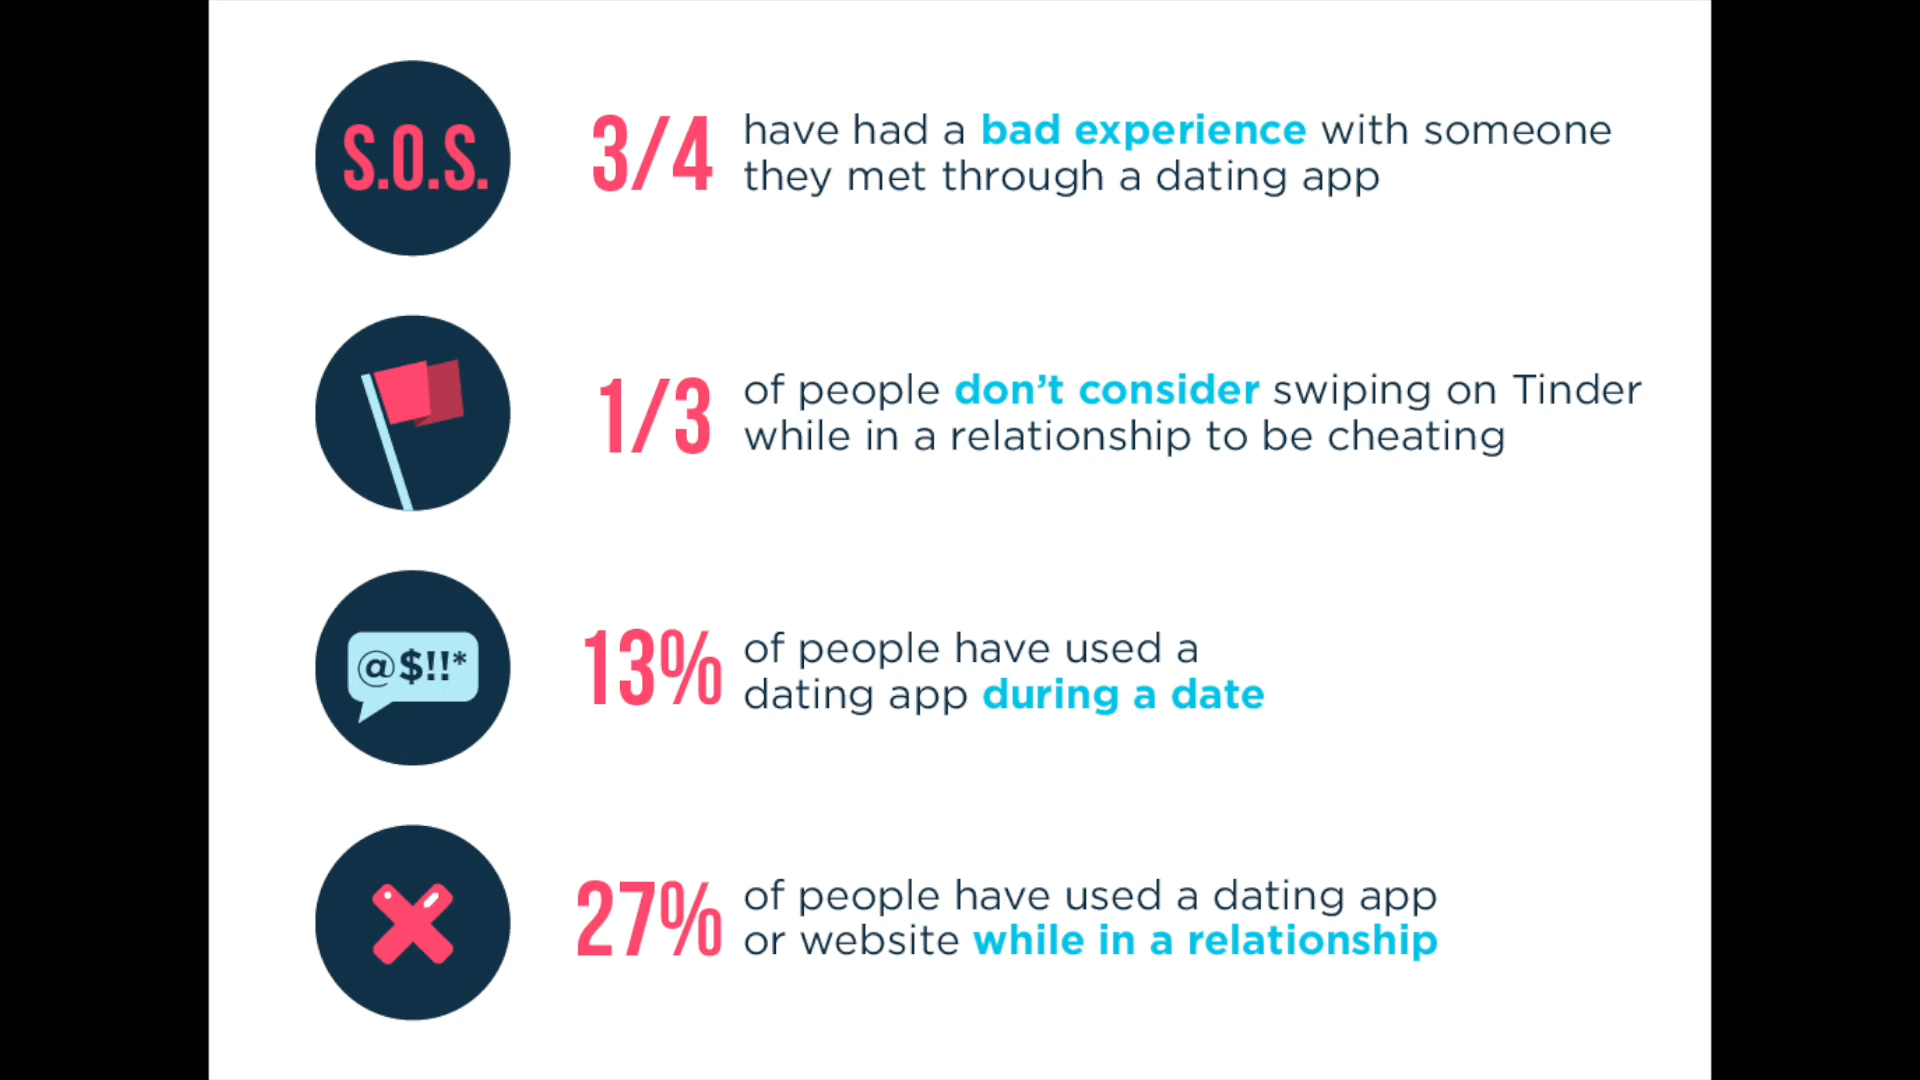 S.O.S.
3/4
have had a bad experience with someone
they met through a dating app
1/3
of people don't consider swiping on Tinder
while in a relationship to be cheating
@$!!*
13%
of people have used a
dating app during a date
27%
of people have used a dating app
or website while in a relationship